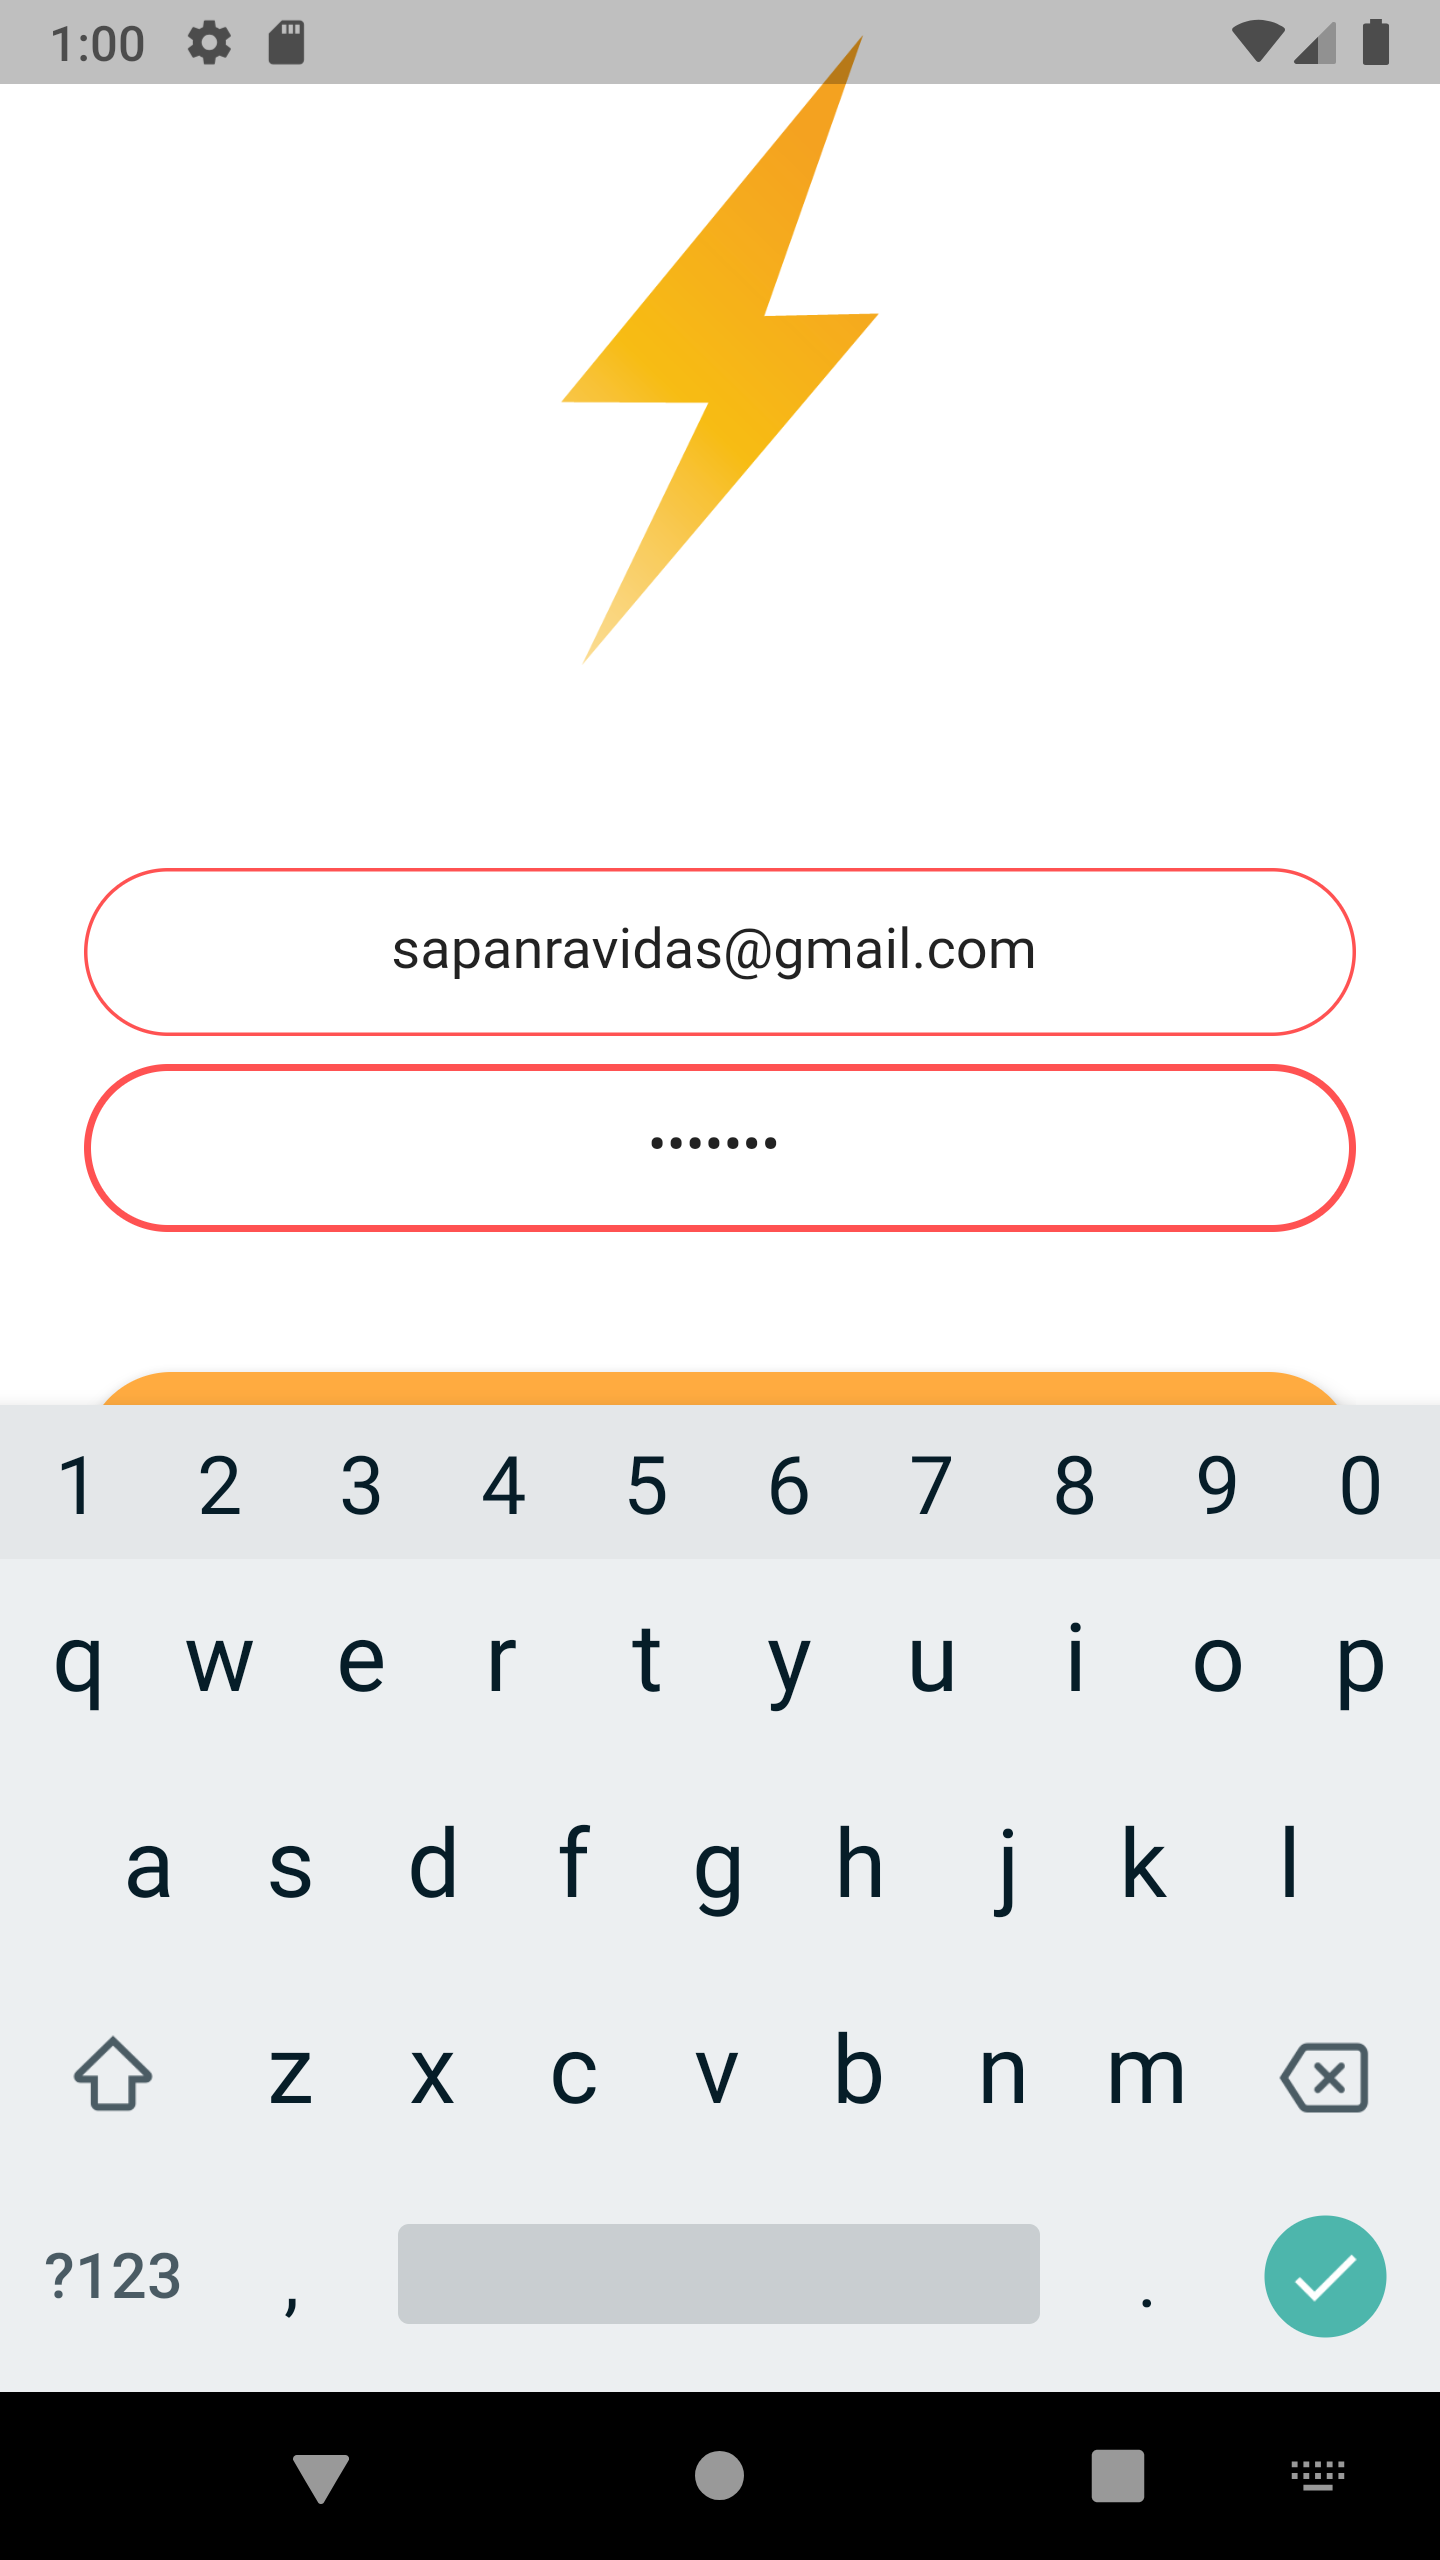 1:00
sapanravidas@gmail.com
•••••••
1 2 3 4 5 6 7 8 9 0
q w e r t y u i o p
a s d f g h j k l
z x c v b n m
?123 , .